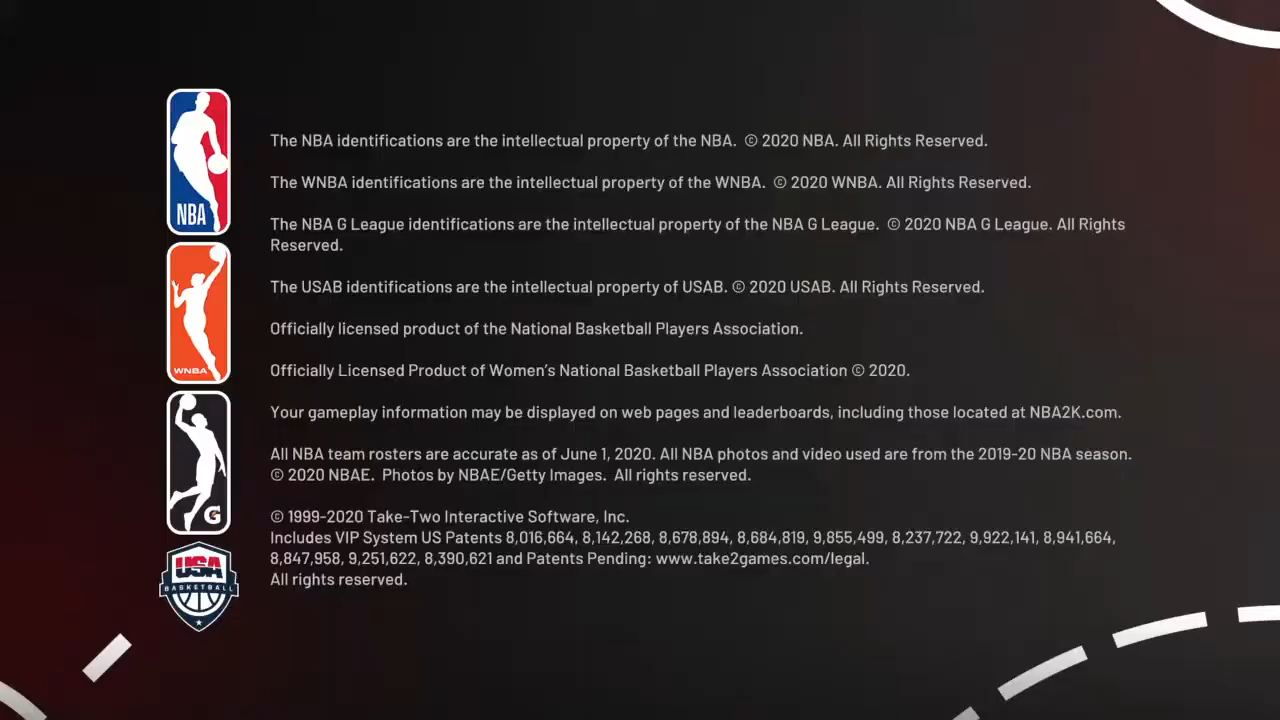 NBA
The NBA identifications are the intellectual property of the NBA.  © 2020 NBA. All Rights Reserved.
The WNBA identifications are the intellectual property of the WNBA.  © 2020 WNBA. All Rights Reserved.
The NBA G League identifications are the intellectual property of the NBA G League.  © 2020 NBA G League. All Rights
Reserved.
The USAB identifications are the intellectual property of USAB. © 2020 USAB. All Rights Reserved.
Officially licensed product of the National Basketball Players Association.
WNBA
Officially Licensed Product of Women's National Basketball Players Association © 2020.
Your gameplay information may be displayed on web pages and leaderboards, including those located at NBA2K.com.
All NBA team rosters are accurate as of June 1, 2020. All NBA photos and video used are from the 2019-20 NBA season.
© 2020 NBAE.  Photos by NBAE/Getty Images.  All rights reserved.
G
© 1999-2020 Take-Two Interactive Software, Inc.
Includes VIP System US Patents 8,016,664, 8,142,268, 8,678,894, 8,684,819, 9,855,499, 8,237,722, 9,922,141, 8,941,664,
8,847,958, 9,251,622, 8,390,621 and Patents Pending: www.take2games.com/legal.
All rights reserved.
USA
BASKETBALL